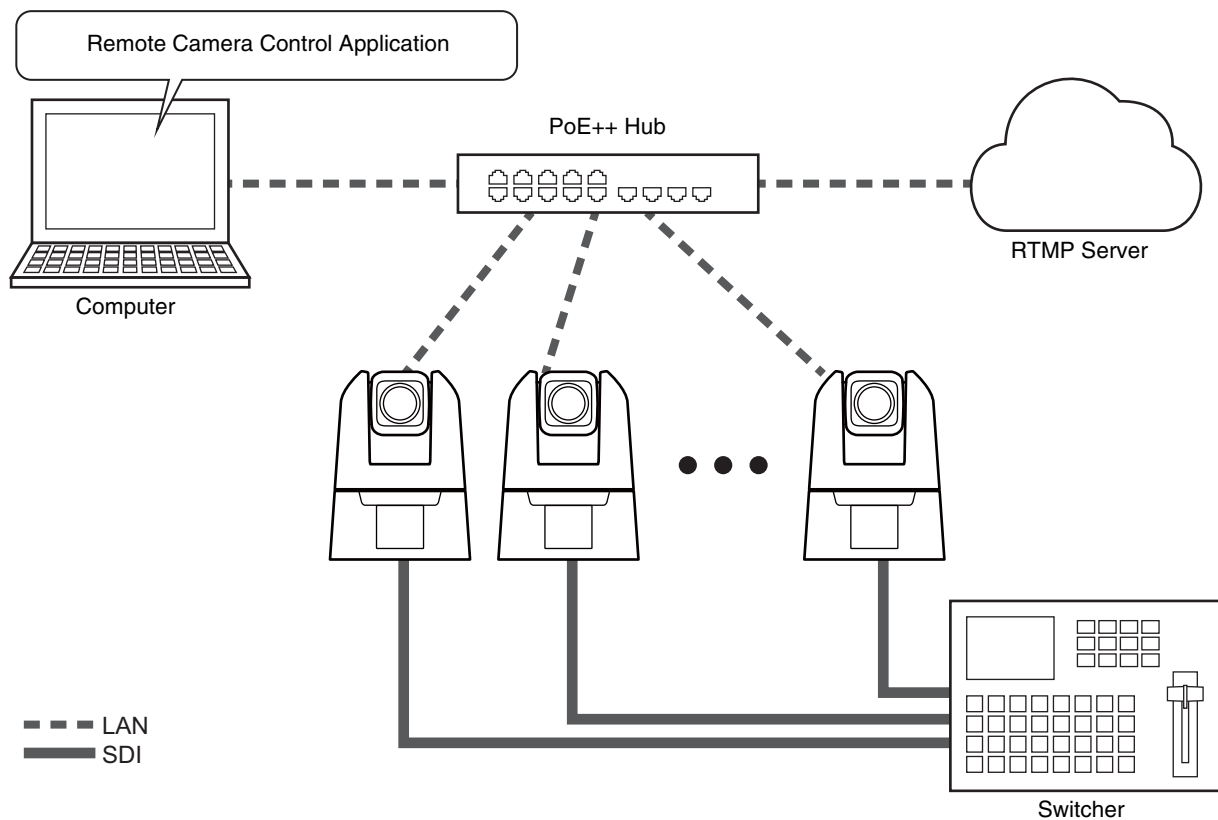 Remote Camera Control Application
PoE++ Hub
RTMP Server
Computer
LAN
SDI
Switcher